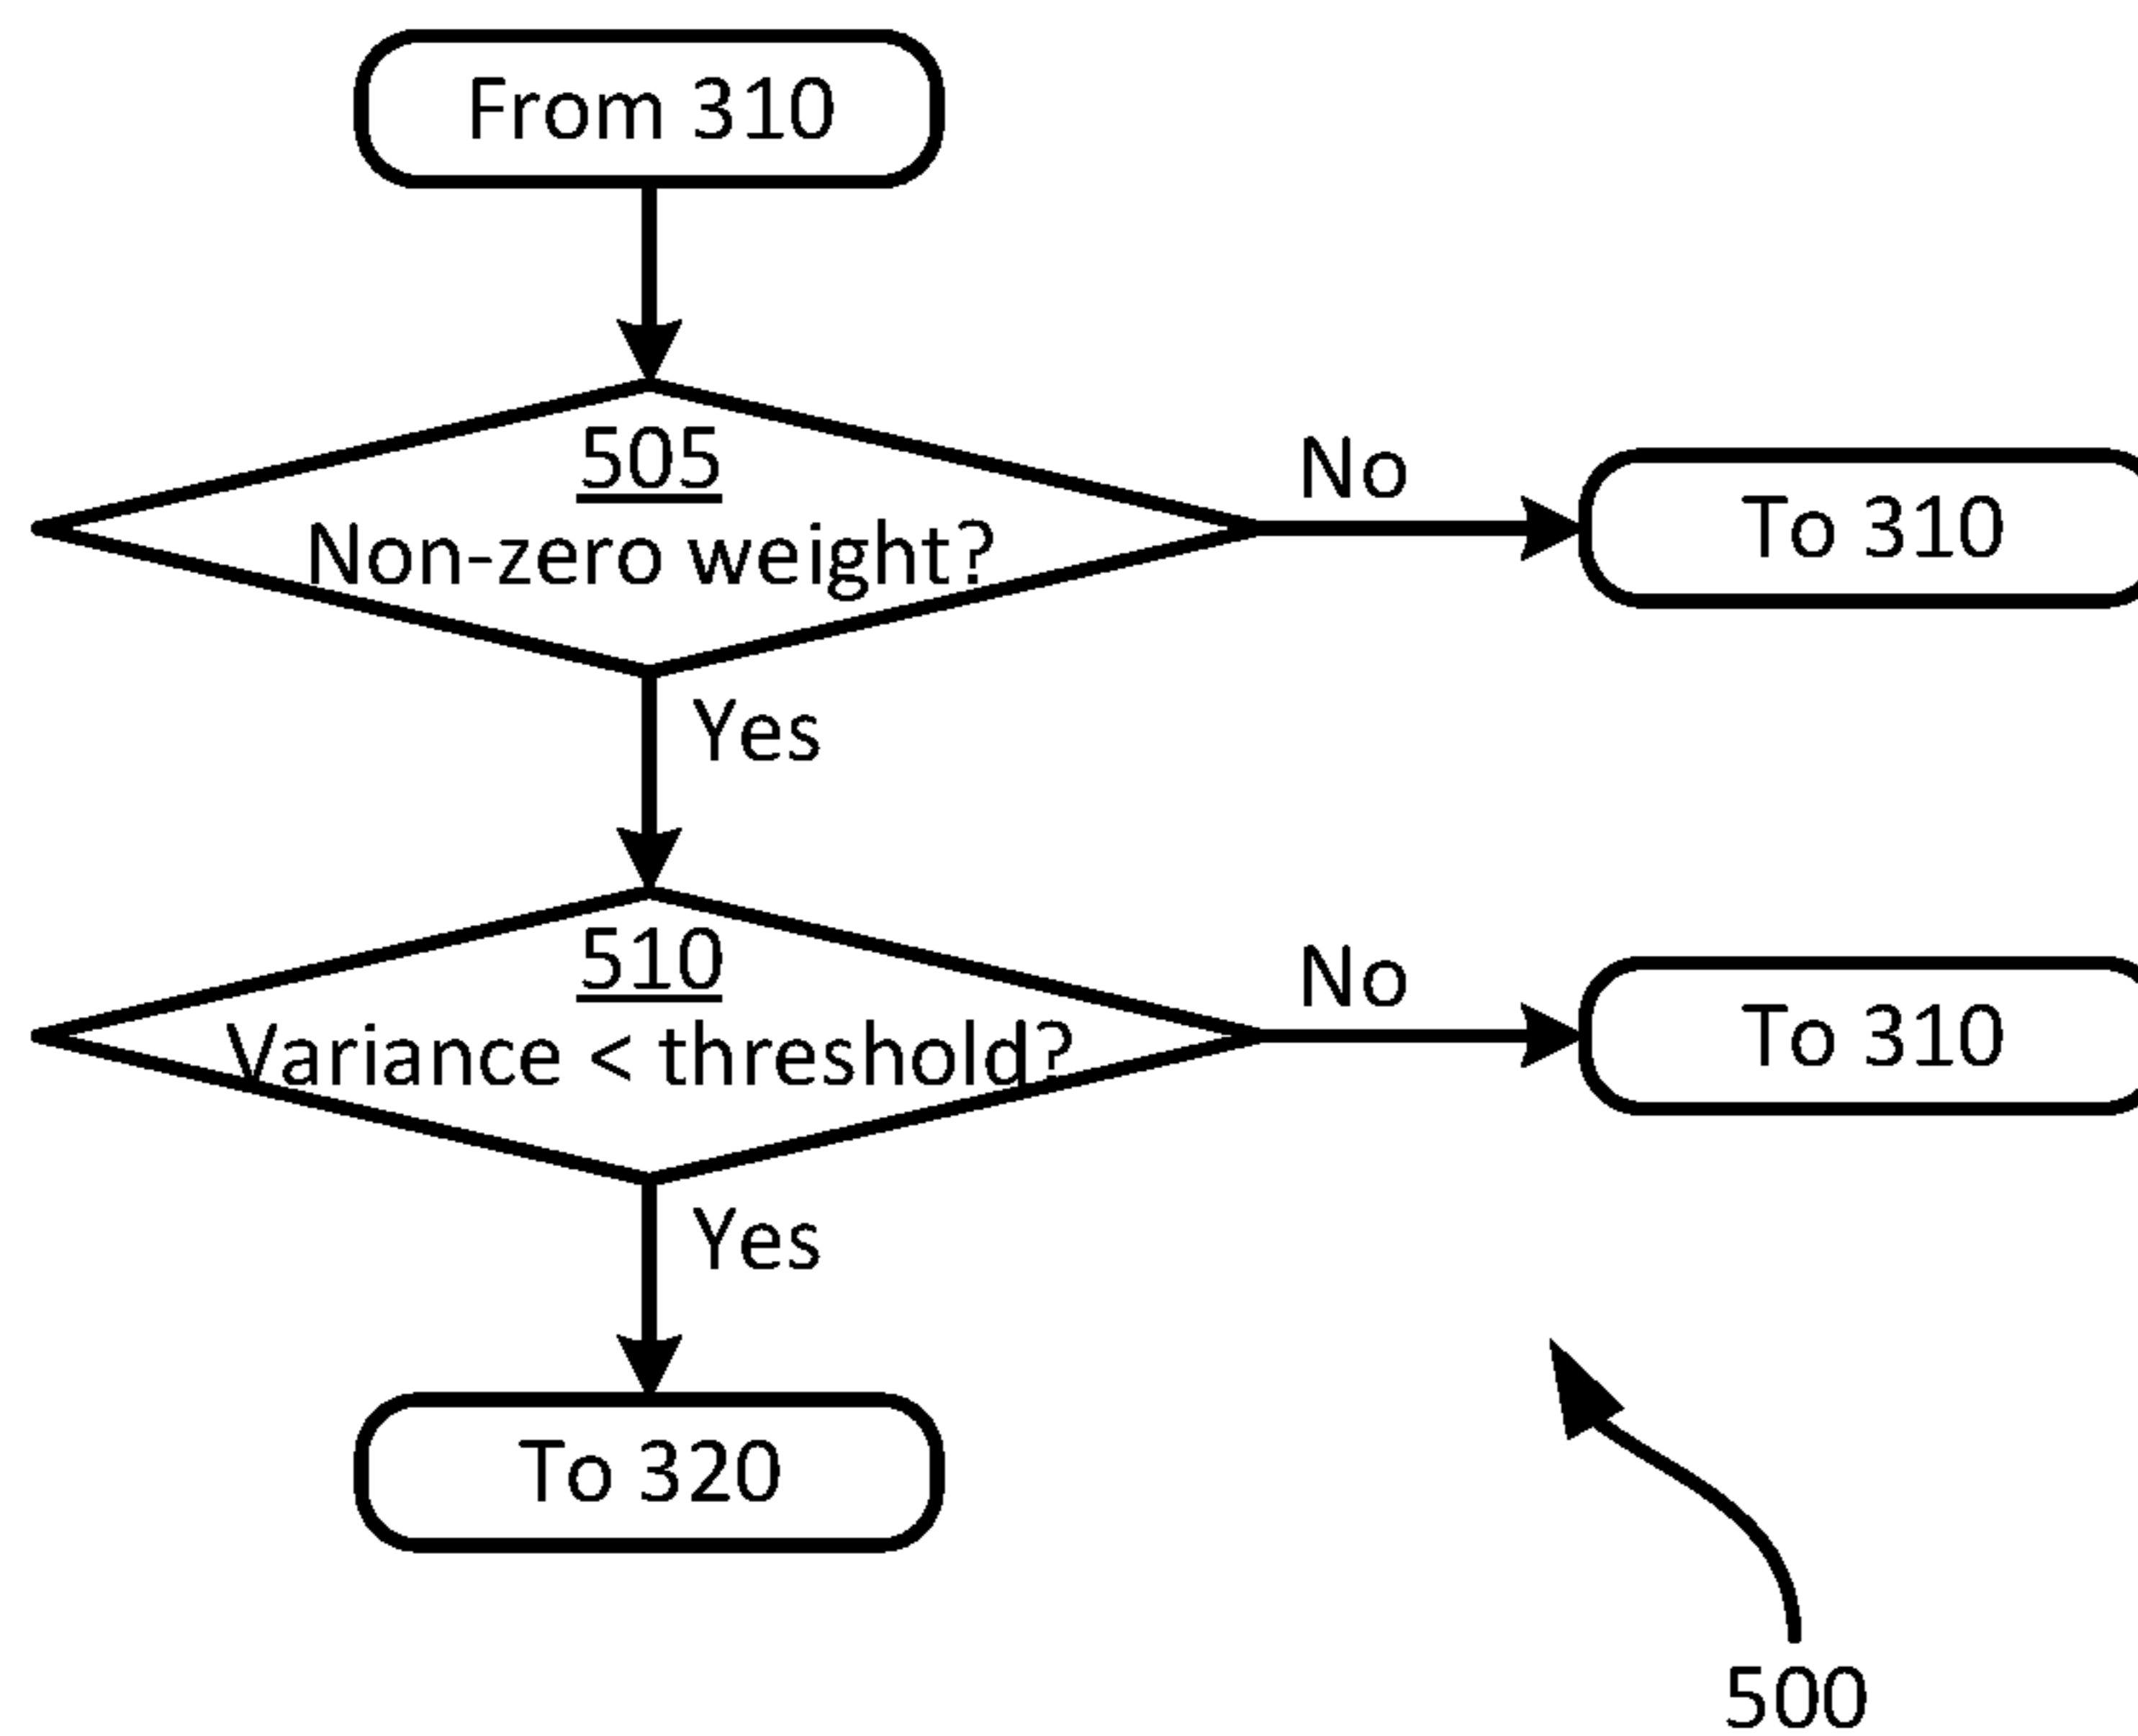 From 310
505
Non-zero weight?
No
To 310
Yes
510
Variance < threshold?
No
To 310
Yes
To 320
500